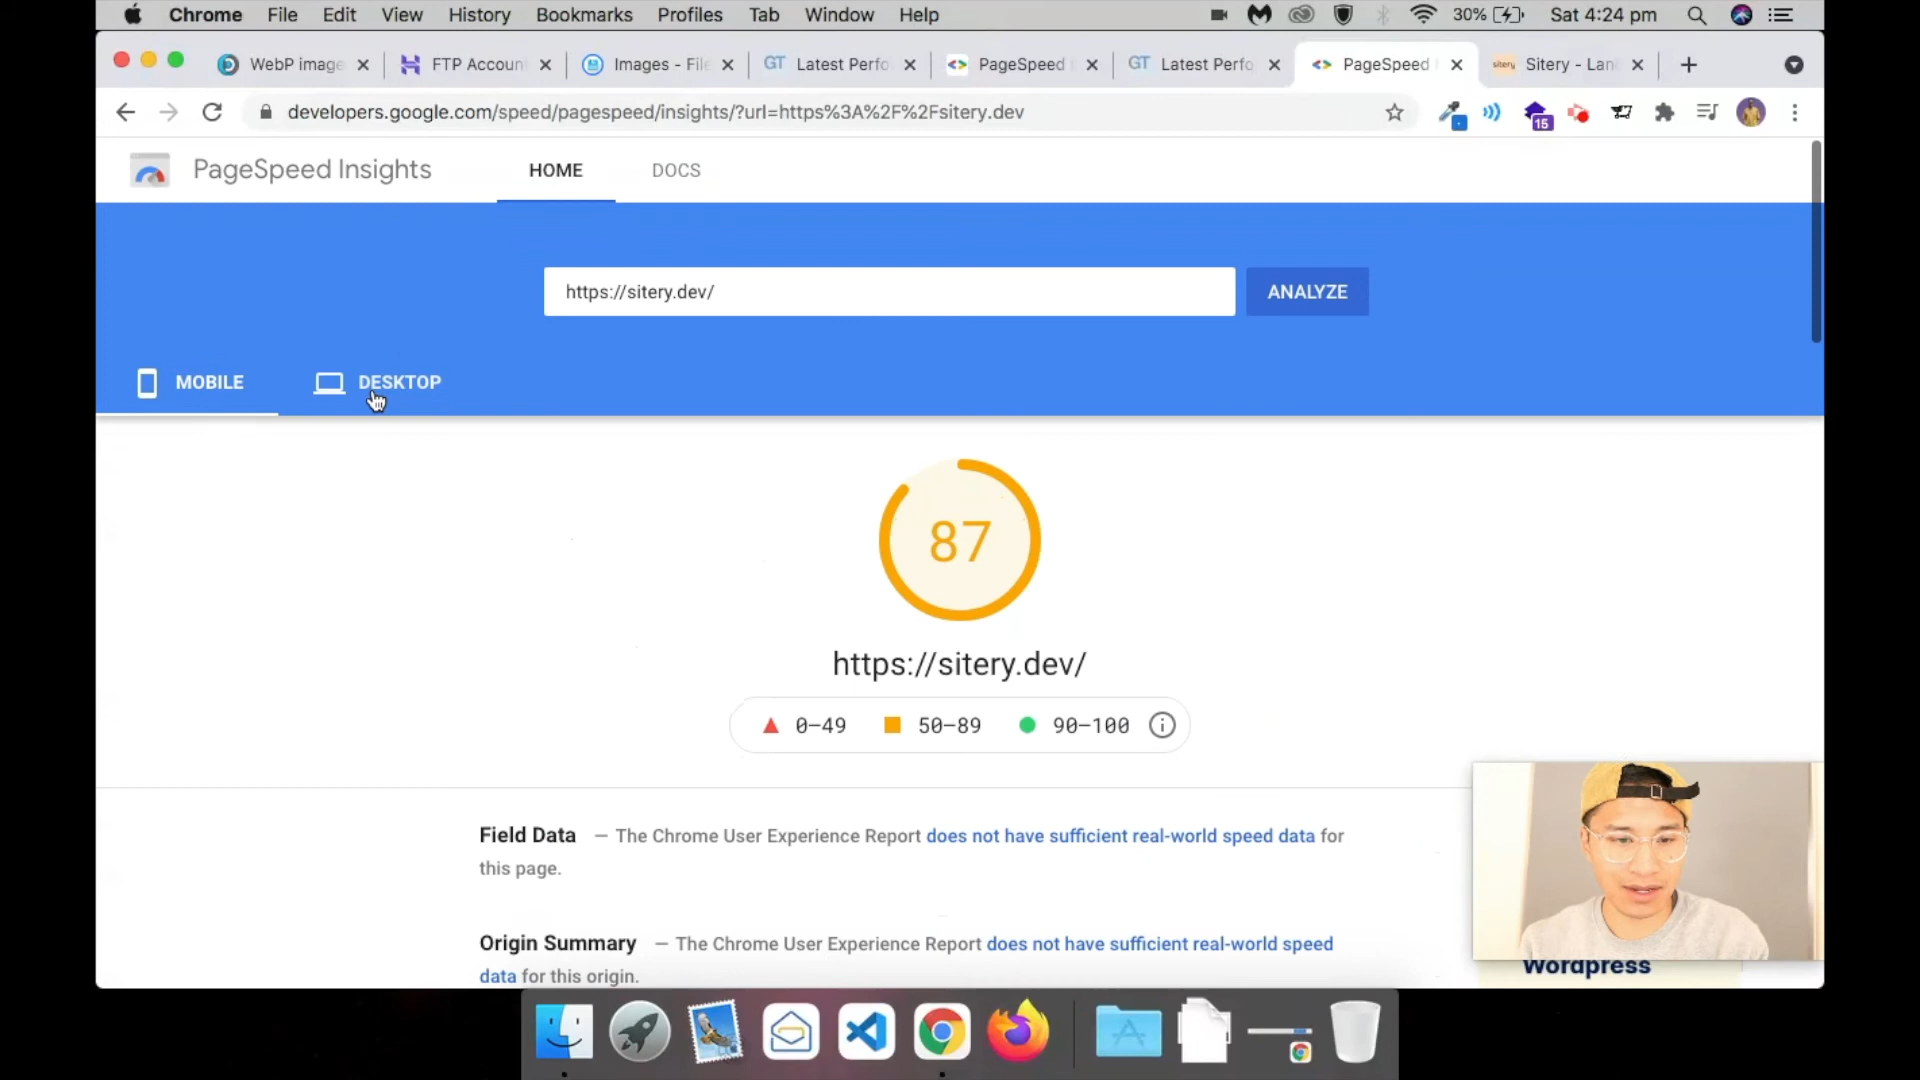 Chrome File Edit View History Bookmarks Profiles Tab Window Help 30% Sat 4:24 pm
WebP image FTP Accoun Images - File GT Latest Perfo PageSpeed GT Latest Perfo PageSpeed sitery Sitery - Lan
developers.google.com/speed/pagespeed/insights/?url=https%3A%2F%2Fsitery.dev 15
PageSpeed Insights HOME DOCS
https://sitery.dev/ ANALYZE
MOBILE DESKTOP
87
https://sitery.dev/
0–49 50–89 90–100
Field Data — The Chrome User Experience Report does not have sufficient real-world speed data for
this page.
Origin Summary — The Chrome User Experience Report does not have sufficient real-world speed
data for this origin.
Wordpress